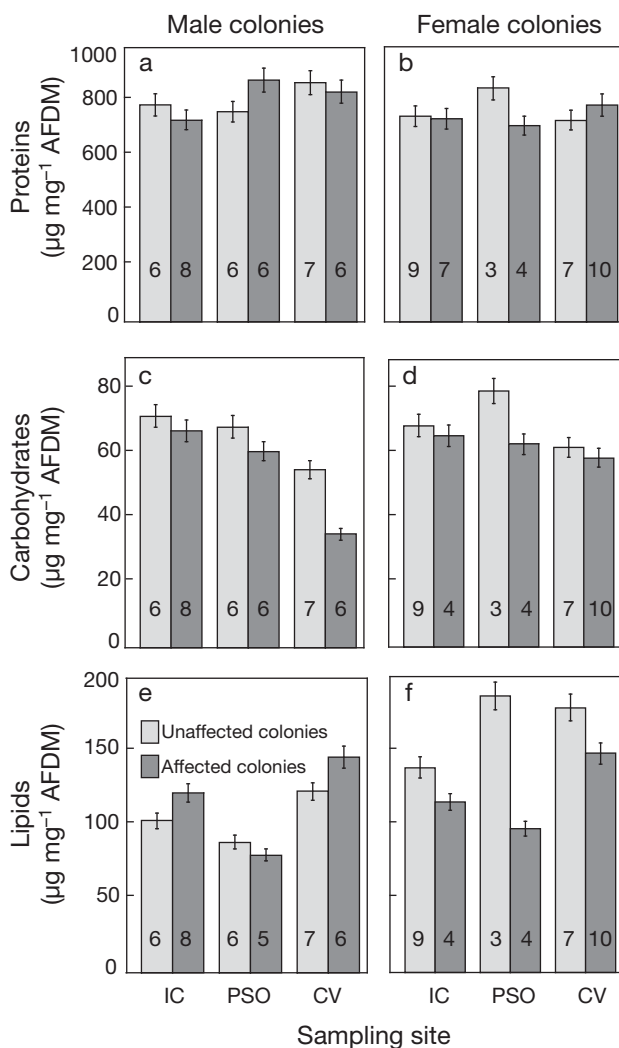 Male colonies
Female colonies
Proteins
(µg mg–1 AFDM)
1000
800
600
400
200
0
a
6 8 6 6 7 6
b
9 7 3 4 7 10
Carbohydrates
(µg mg–1 AFDM)
80
60
40
20
0
c
6 8 6 6 7 6
d
9 4 3 4 7 10
Lipids
(µg mg–1 AFDM)
200
150
100
50
0
e
Unaffected colonies
Affected colonies
6 8 6 5 7 6
f
9 4 3 4 7 10
IC PSO CV
IC PSO CV
Sampling site